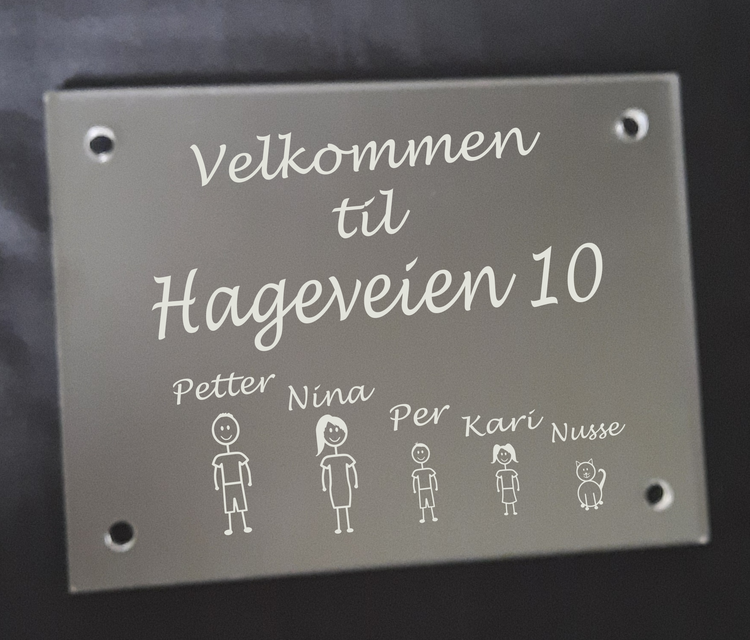 Velkommen
til
Hageveien 10
Petter Nina Per Kari Nusse